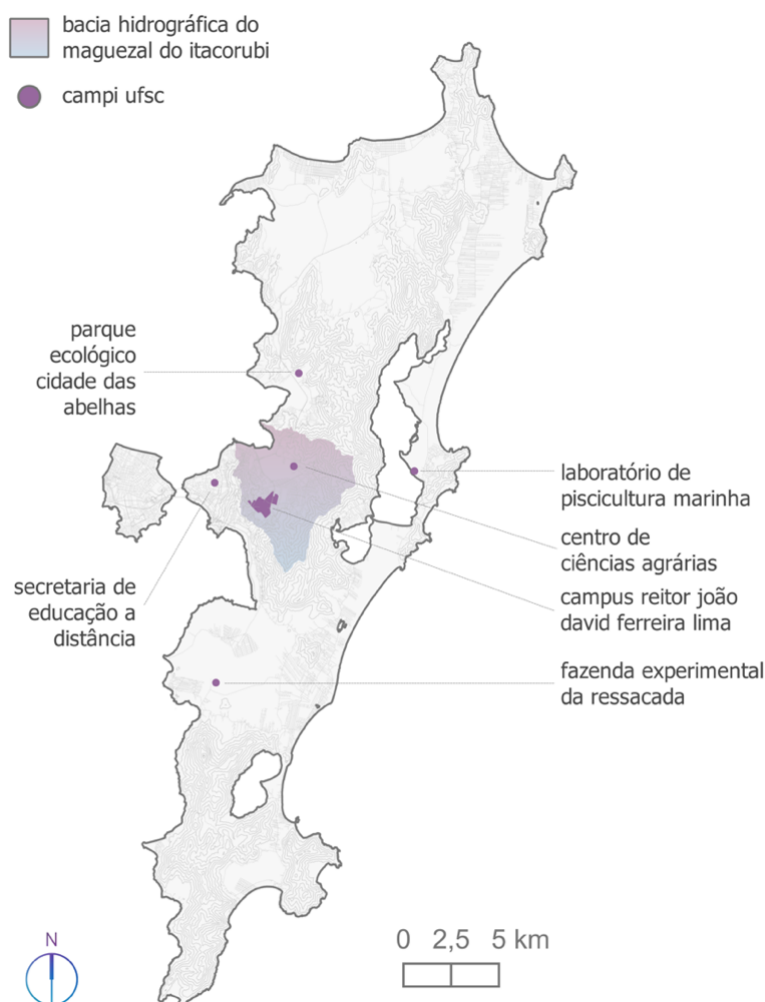 bacia hidrográfica do
maguezal do itacorubi
campi ufsc
parque
ecológico
cidade das
abelhas
laboratório de
piscicultura marinha
centro de
ciências agrárias
secretaria de
educação a
distância
campus reitor joão
david ferreira lima
fazenda experimental
da ressacada
N
0 2,5 5 km